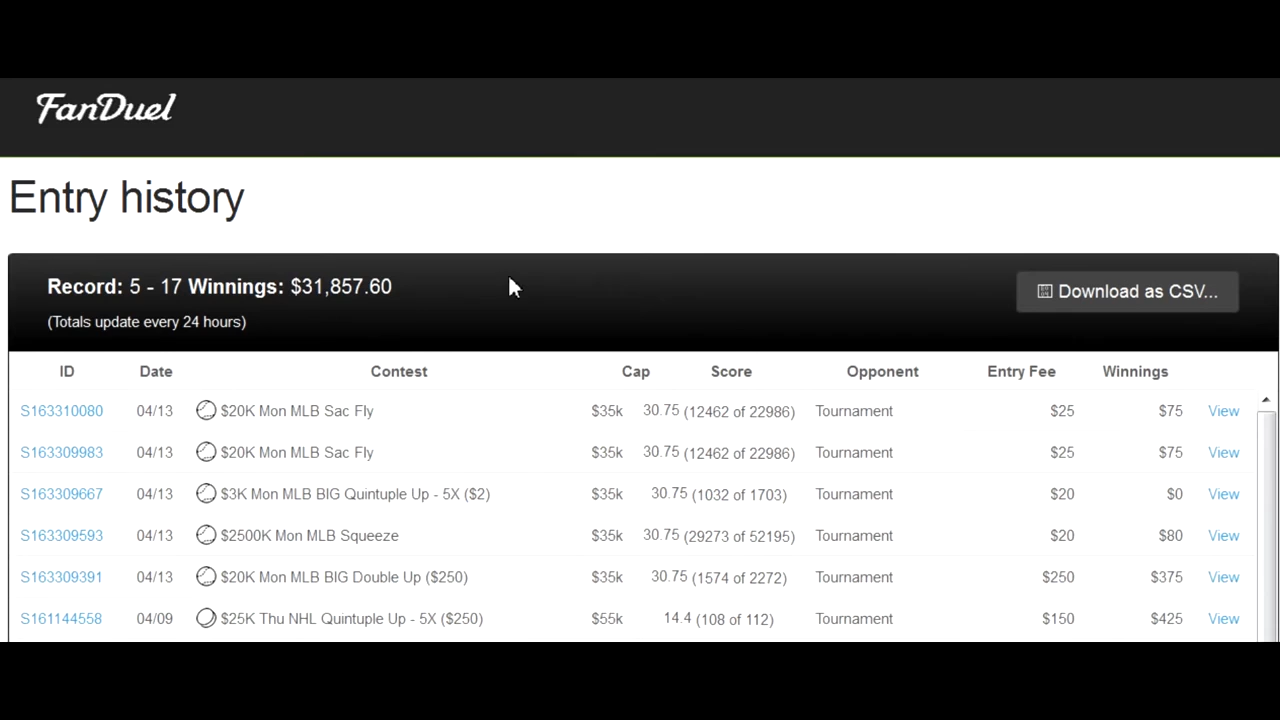 FanDuel
Entry history
Record: 5 - 17 Winnings: $31,857.60
(Totals update every 24 hours)
Download as CSV...
ID Date Contest Cap Score Opponent Entry Fee Winnings
S163310080 04/13 $20K Mon MLB Sac Fly $35k 30.75 (12462 of 22986) Tournament $25 $75 View
S163309983 04/13 $20K Mon MLB Sac Fly $35k 30.75 (12462 of 22986) Tournament $25 $75 View
S163309667 04/13 $3K Mon MLB BIG Quintuple Up - 5X ($2) $35k 30.75 (1032 of 1703) Tournament $20 $0 View
S163309593 04/13 $2500K Mon MLB Squeeze $35k 30.75 (29273 of 52195) Tournament $20 $80 View
S163309391 04/13 $20K Mon MLB BIG Double Up ($250) $35k 30.75 (1574 of 2272) Tournament $250 $375 View
S161144558 04/09 $25K Thu NHL Quintuple Up - 5X ($250) $55k 14.4 (108 of 112) Tournament $150 $425 View